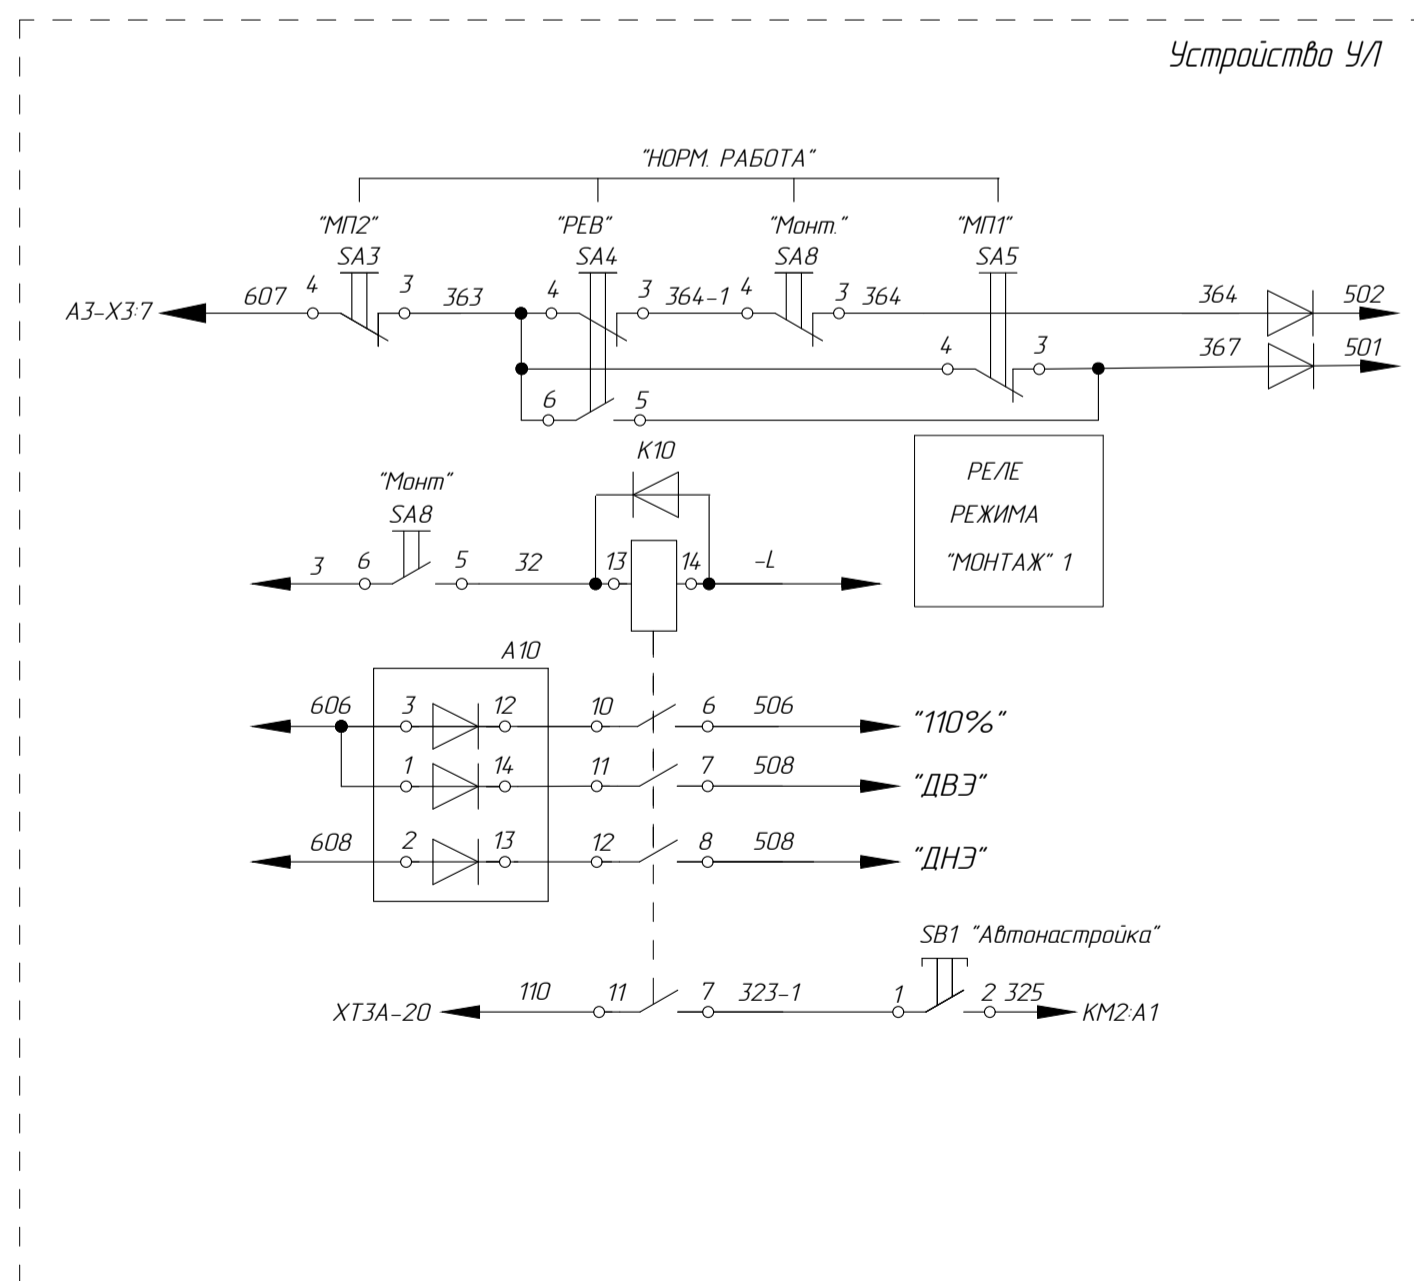 Устройство УЛ
"НОРМ. РАБОТА"
"МП2" "РЕВ" "Монт." "МП1"
SA3 SA4 SA8 SA5
А3-Х3:7 607 4 3 363 4 3 364-1 4 3 364 364 502
4 3 367 501
6 5
К10
РЕЛЕ
РЕЖИМА
"МОНТАЖ" 1
"Монт"
SA8
3 6 5 32 13 14 -L
А10
606 3 12 10 6 506 "110%"
1 14 11 7 508 "ДВЭ"
608 2 13 12 8 508 "ДНЭ"
SB1 "Автонастройка"
ХТ3А-20 110 11 7 323-1 1 2 325 КМ2:А1